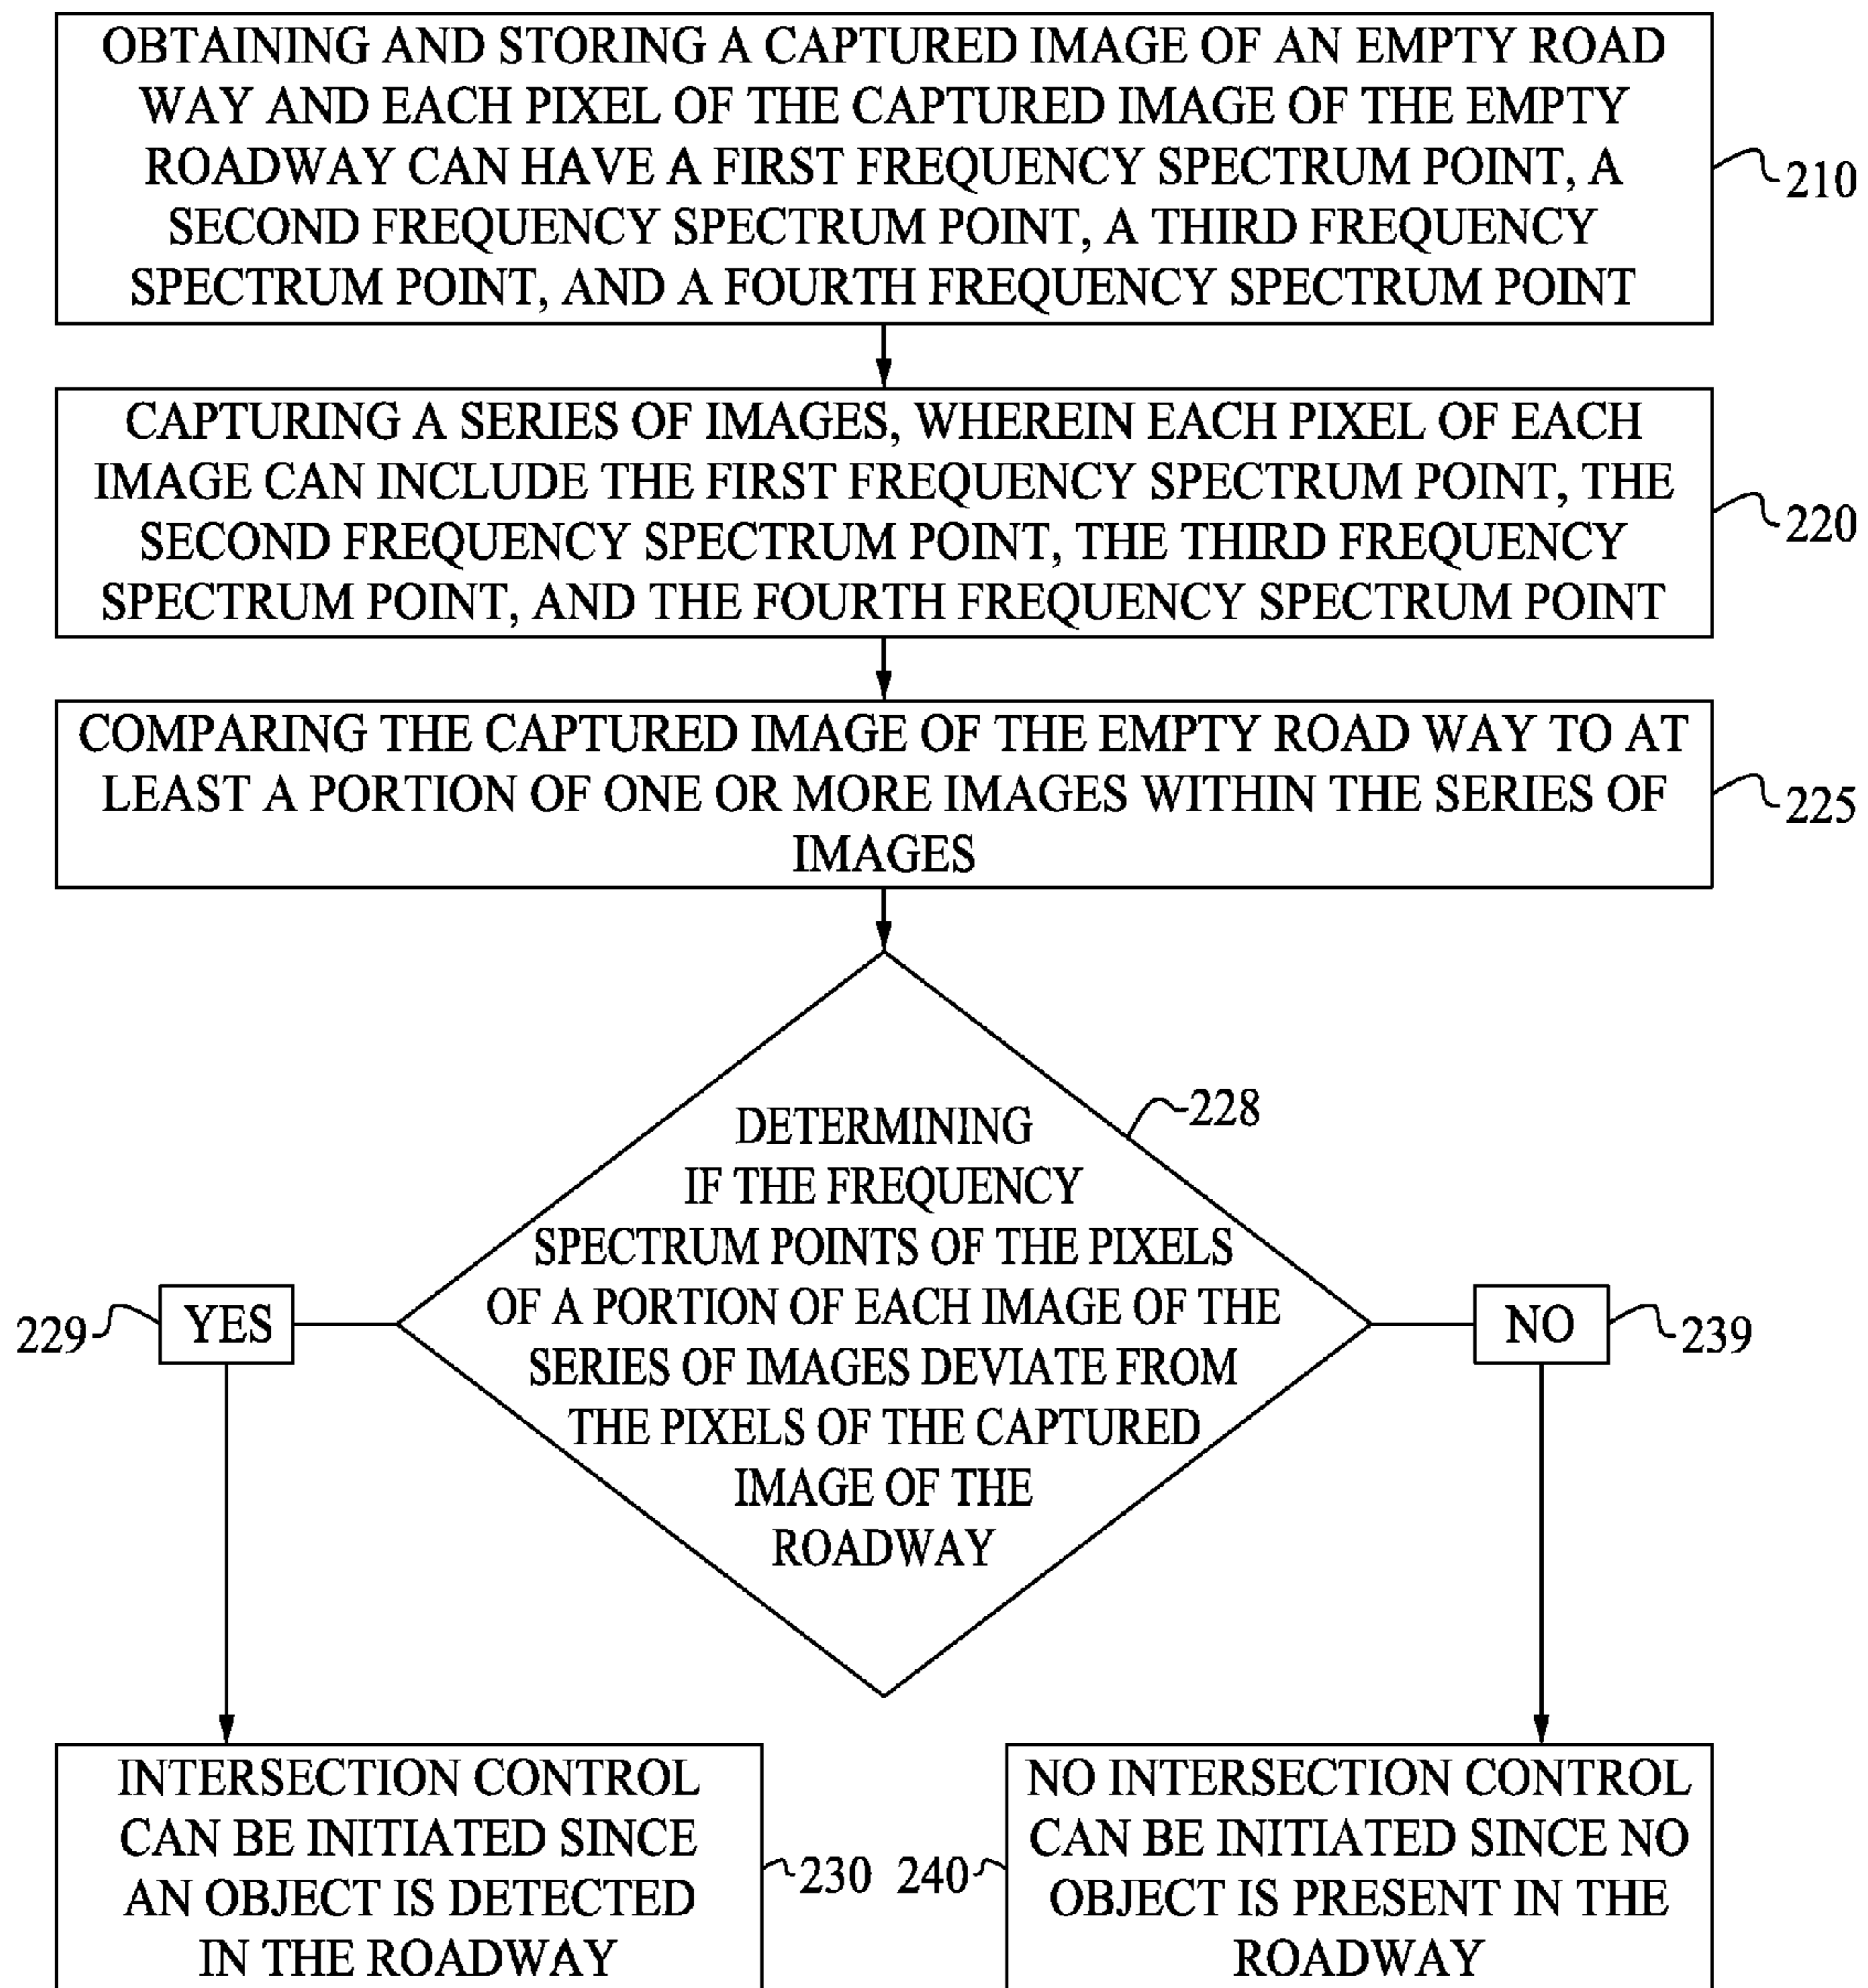 OBTAINING AND STORING A CAPTURED IMAGE OF AN EMPTY ROAD
WAY AND EACH PIXEL OF THE CAPTURED IMAGE OF THE EMPTY
ROADWAY CAN HAVE A FIRST FREQUENCY SPECTRUM POINT, A
SECOND FREQUENCY SPECTRUM POINT, A THIRD FREQUENCY
SPECTRUM POINT, AND A FOURTH FREQUENCY SPECTRUM POINT
210
CAPTURING A SERIES OF IMAGES, WHEREIN EACH PIXEL OF EACH
IMAGE CAN INCLUDE THE FIRST FREQUENCY SPECTRUM POINT, THE
SECOND FREQUENCY SPECTRUM POINT, THE THIRD FREQUENCY
SPECTRUM POINT, AND THE FOURTH FREQUENCY SPECTRUM POINT
220
COMPARING THE CAPTURED IMAGE OF THE EMPTY ROAD WAY TO AT
LEAST A PORTION OF ONE OR MORE IMAGES WITHIN THE SERIES OF
IMAGES
225
DETERMINING
IF THE FREQUENCY
SPECTRUM POINTS OF THE PIXELS
OF A PORTION OF EACH IMAGE OF THE
SERIES OF IMAGES DEVIATE FROM
THE PIXELS OF THE CAPTURED
IMAGE OF THE
ROADWAY
228
229
YES
NO
239
INTERSECTION CONTROL
CAN BE INITIATED SINCE
AN OBJECT IS DETECTED
IN THE ROADWAY
230
240
NO INTERSECTION CONTROL
CAN BE INITIATED SINCE NO
OBJECT IS PRESENT IN THE
ROADWAY